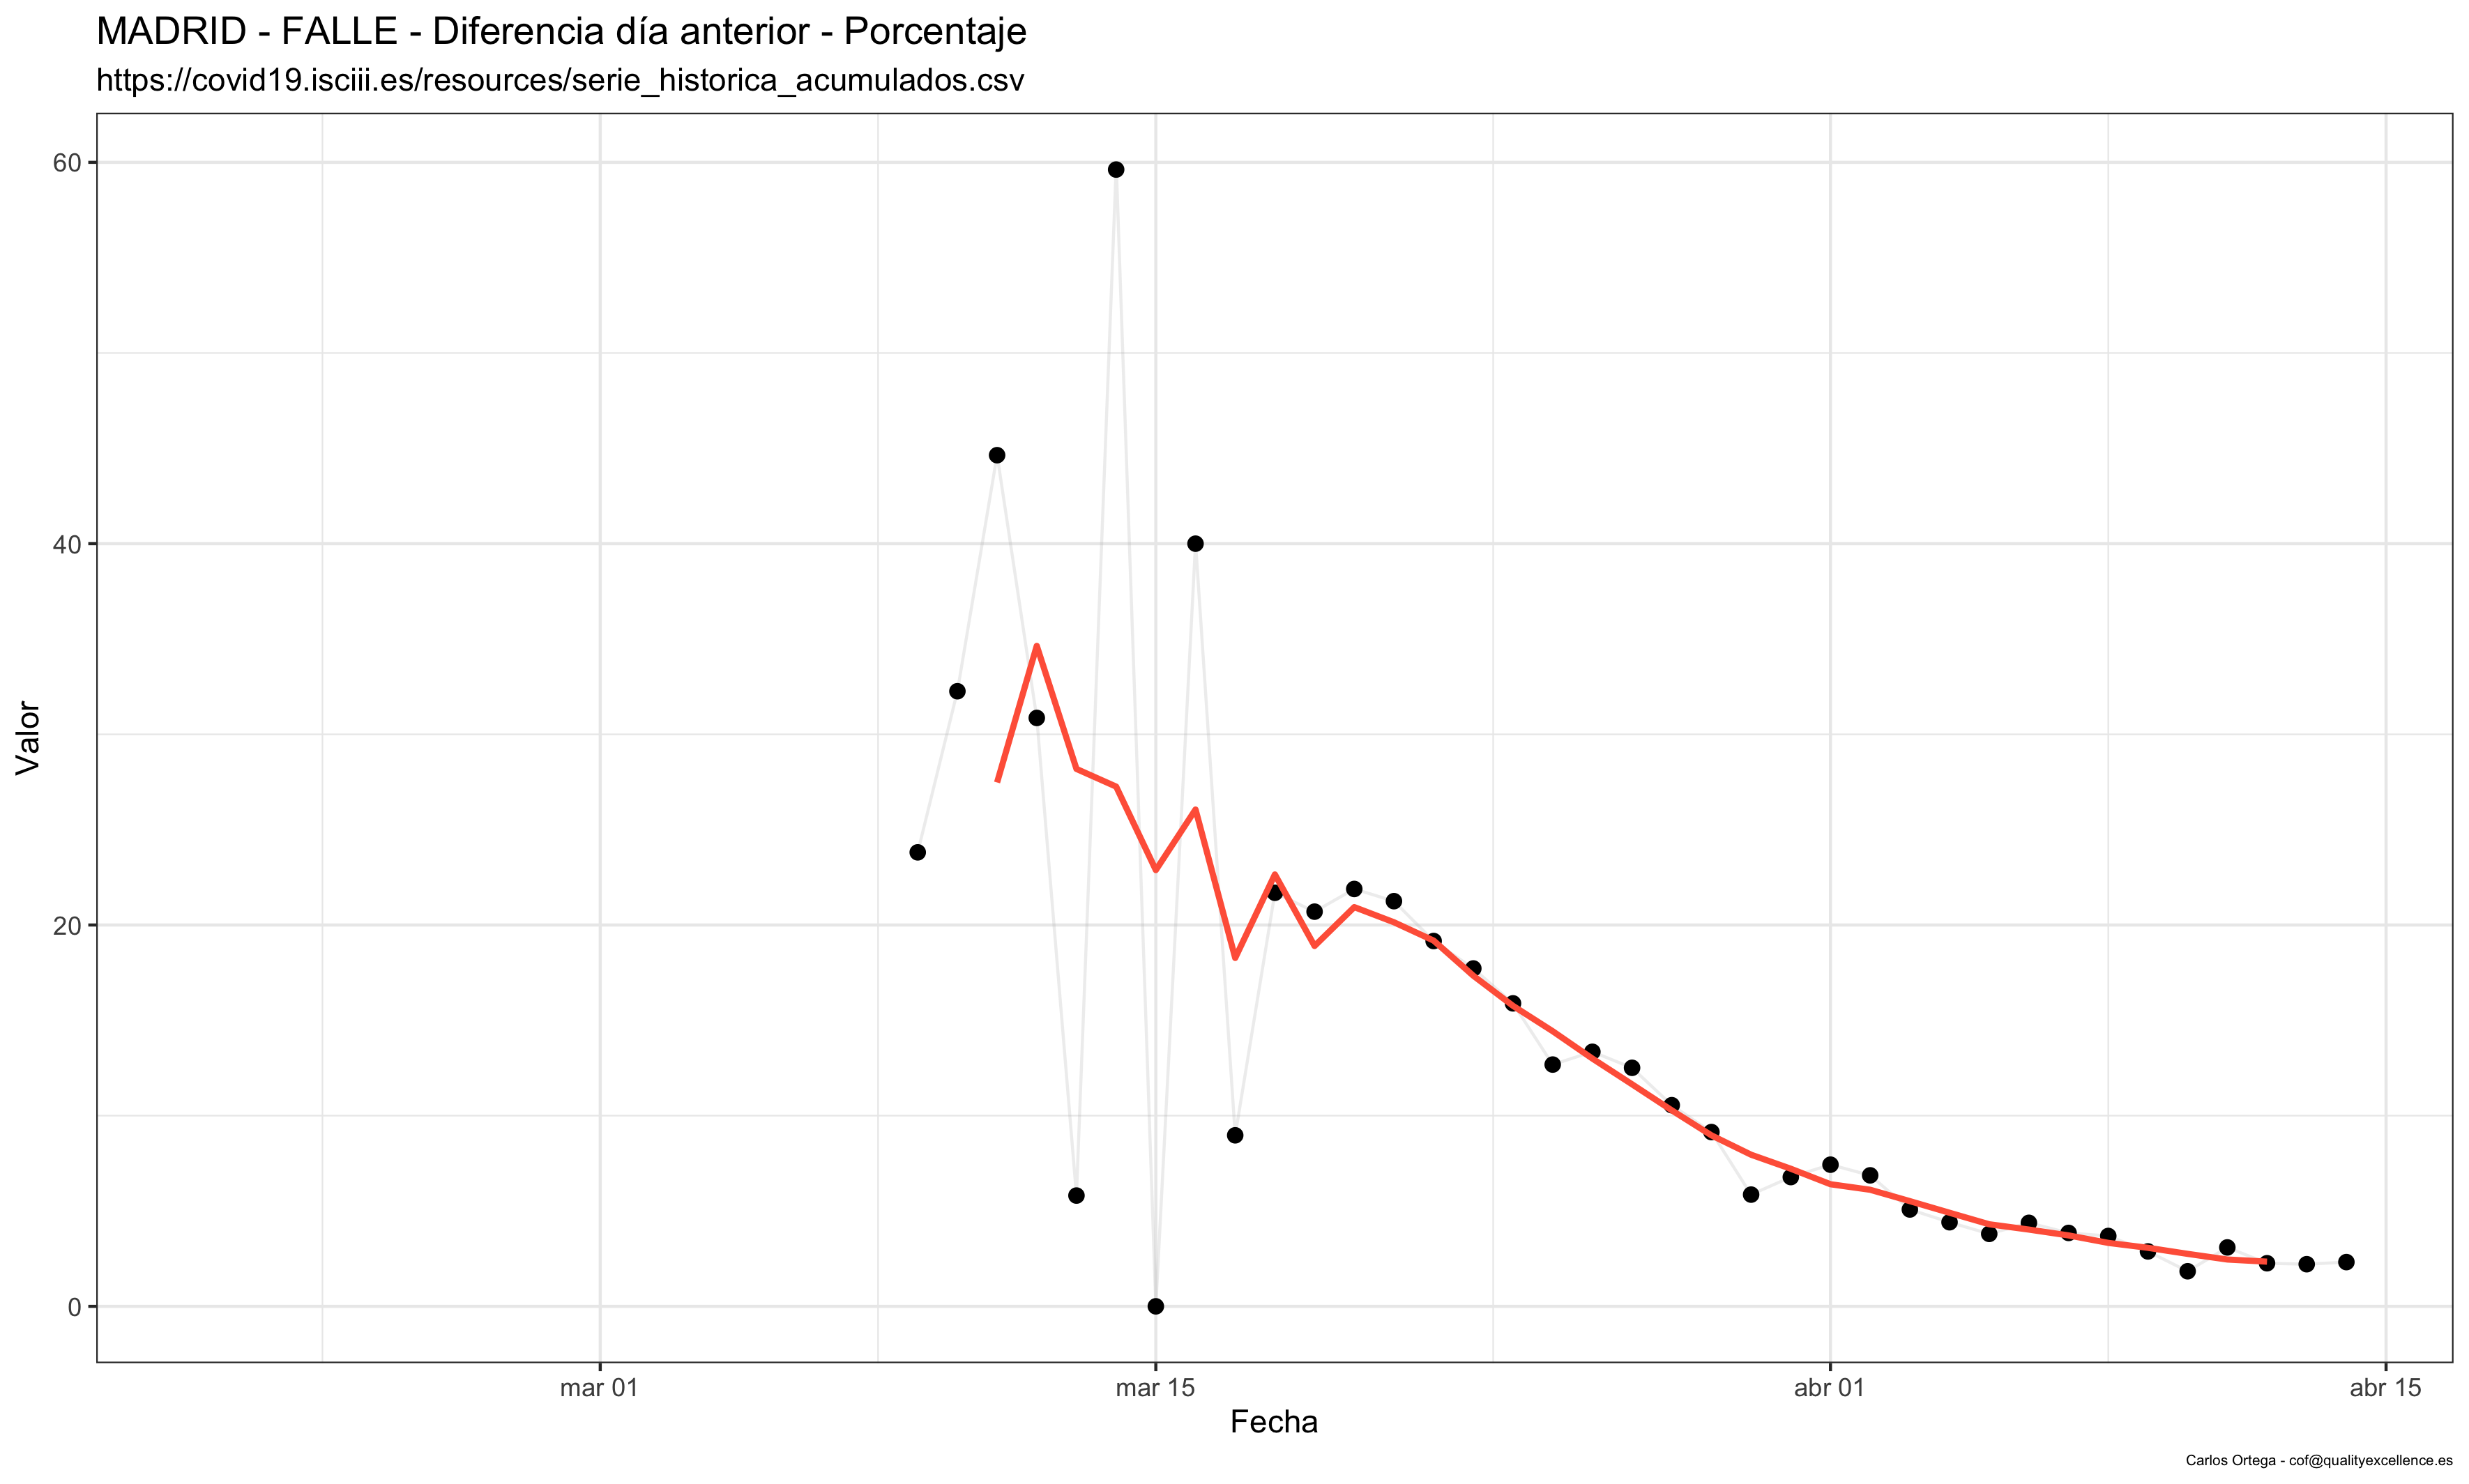 MADRID - FALLE - Diferencia día anterior - Porcentaje
https://covid19.isciii.es/resources/serie_historica_acumulados.csv
60
40
20
0
Valor
mar 01
mar 15
abr 01
abr 15
Fecha
Carlos Ortega - cof@qualityexcellence.es